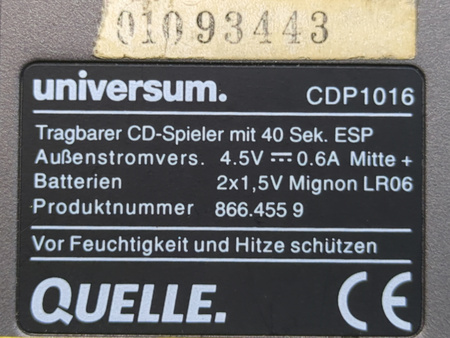 01093443
universum. CDP1016
Tragbarer CD-Spieler mit 40 Sek. ESP
Außenstromvers. 4.5V ⎓ 0.6A Mitte +
Batterien 2x1,5V Mignon LR06
Produktnummer 866.455 9
Vor Feuchtigkeit und Hitze schützen
QUELLE. CE